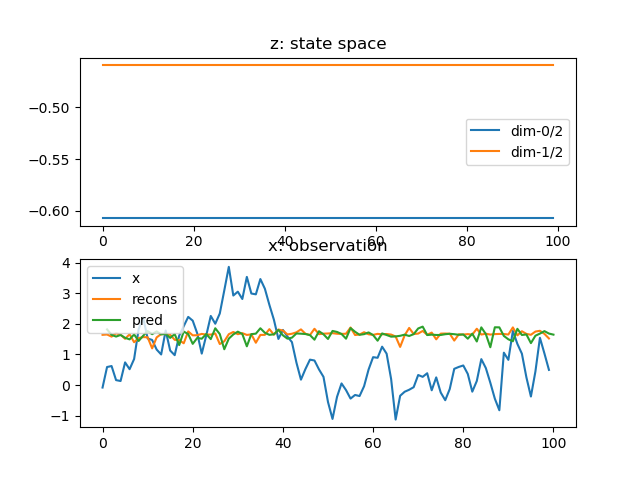 z: state space
−0.50
−0.55
−0.60
dim-0/2
dim-1/2
0 20 40 60 80 100
x: observation
4
3
2
1
0
−1
x
recons
pred
0 20 40 60 80 100